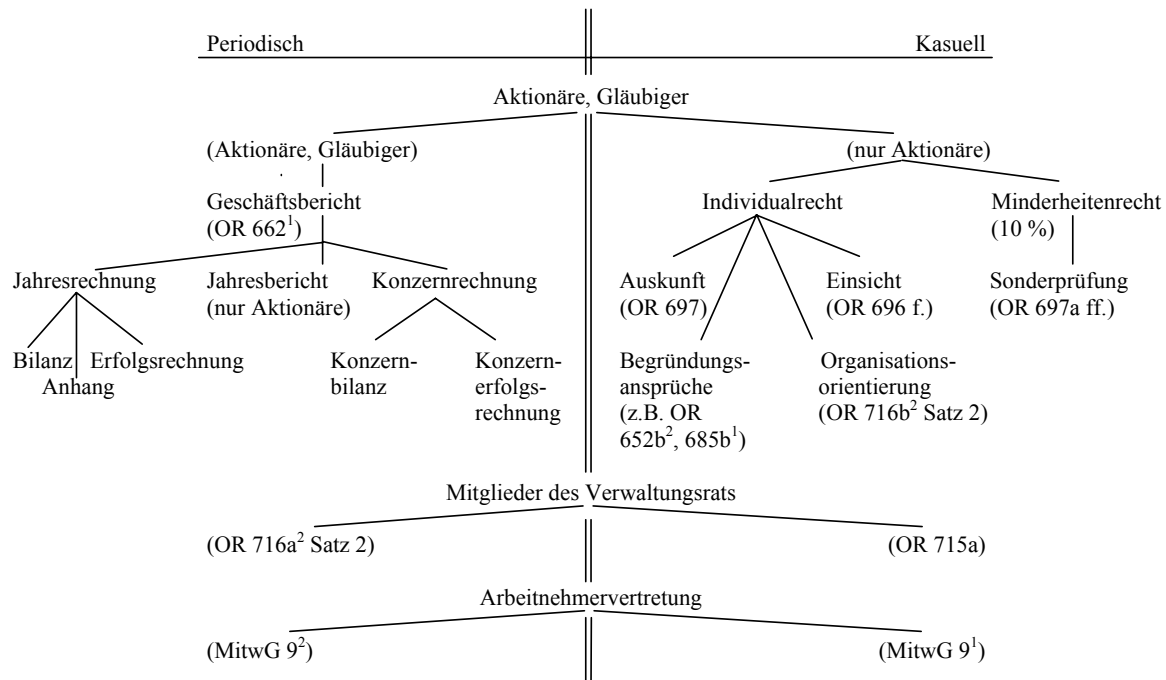 Periodisch Kasuell
Aktionäre, Gläubiger
(Aktionäre, Gläubiger) (nur Aktionäre)
Geschäftsbericht Individualrecht Minderheitenrecht
(OR 662¹) (10 %)
Jahresrechnung Jahresbericht Konzernrechnung Auskunft Einsicht Sonderprüfung
(nur Aktionäre) (OR 697) (OR 696 f.) (OR 697a ff.)
Bilanz Erfolgsrechnung Konzern- Konzern- Begründungs- Organisations-
Anhang bilanz erfolgs- ansprüche orientierung
rechnung (z.B. OR (OR 716b² Satz 2)
652b², 685b¹)
Mitglieder des Verwaltungsrats
(OR 716a² Satz 2) (OR 715a)
Arbeitnehmervertretung
(MitwG 9²) (MitwG 9¹)